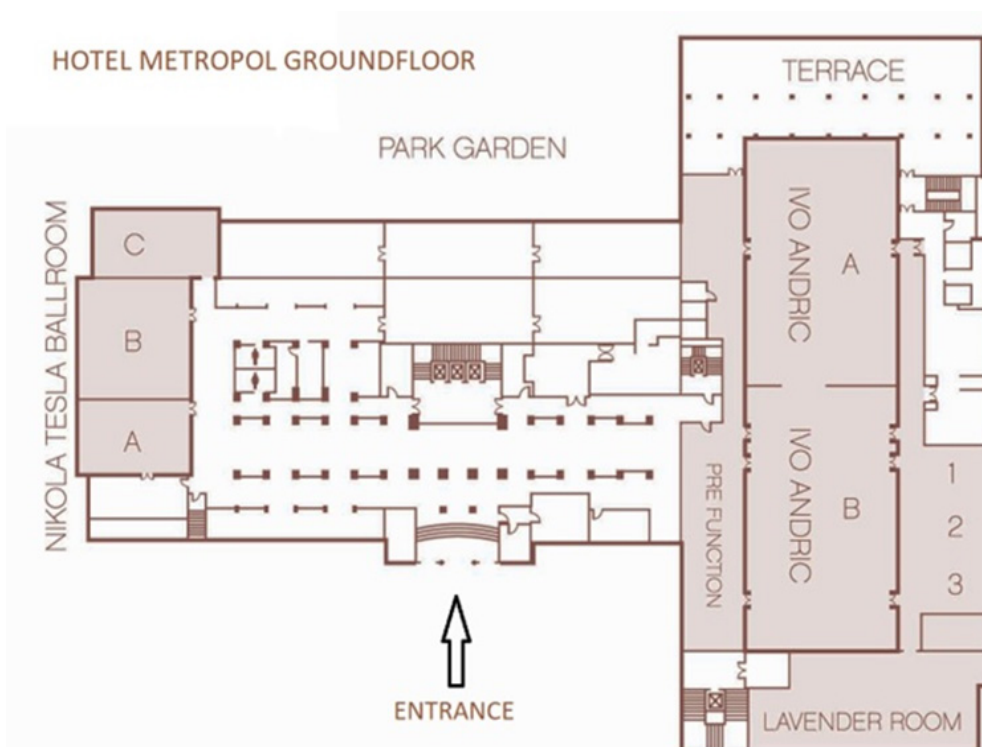 HOTEL METROPOL GROUNDFLOOR
TERRACE
PARK GARDEN
NIKOLA TESLA BALLROOM
C
B
A
IVO ANDRIC
A
IVO ANDRIC
B
PRE FUNCTION
1
2
3
ENTRANCE
LAVENDER ROOM